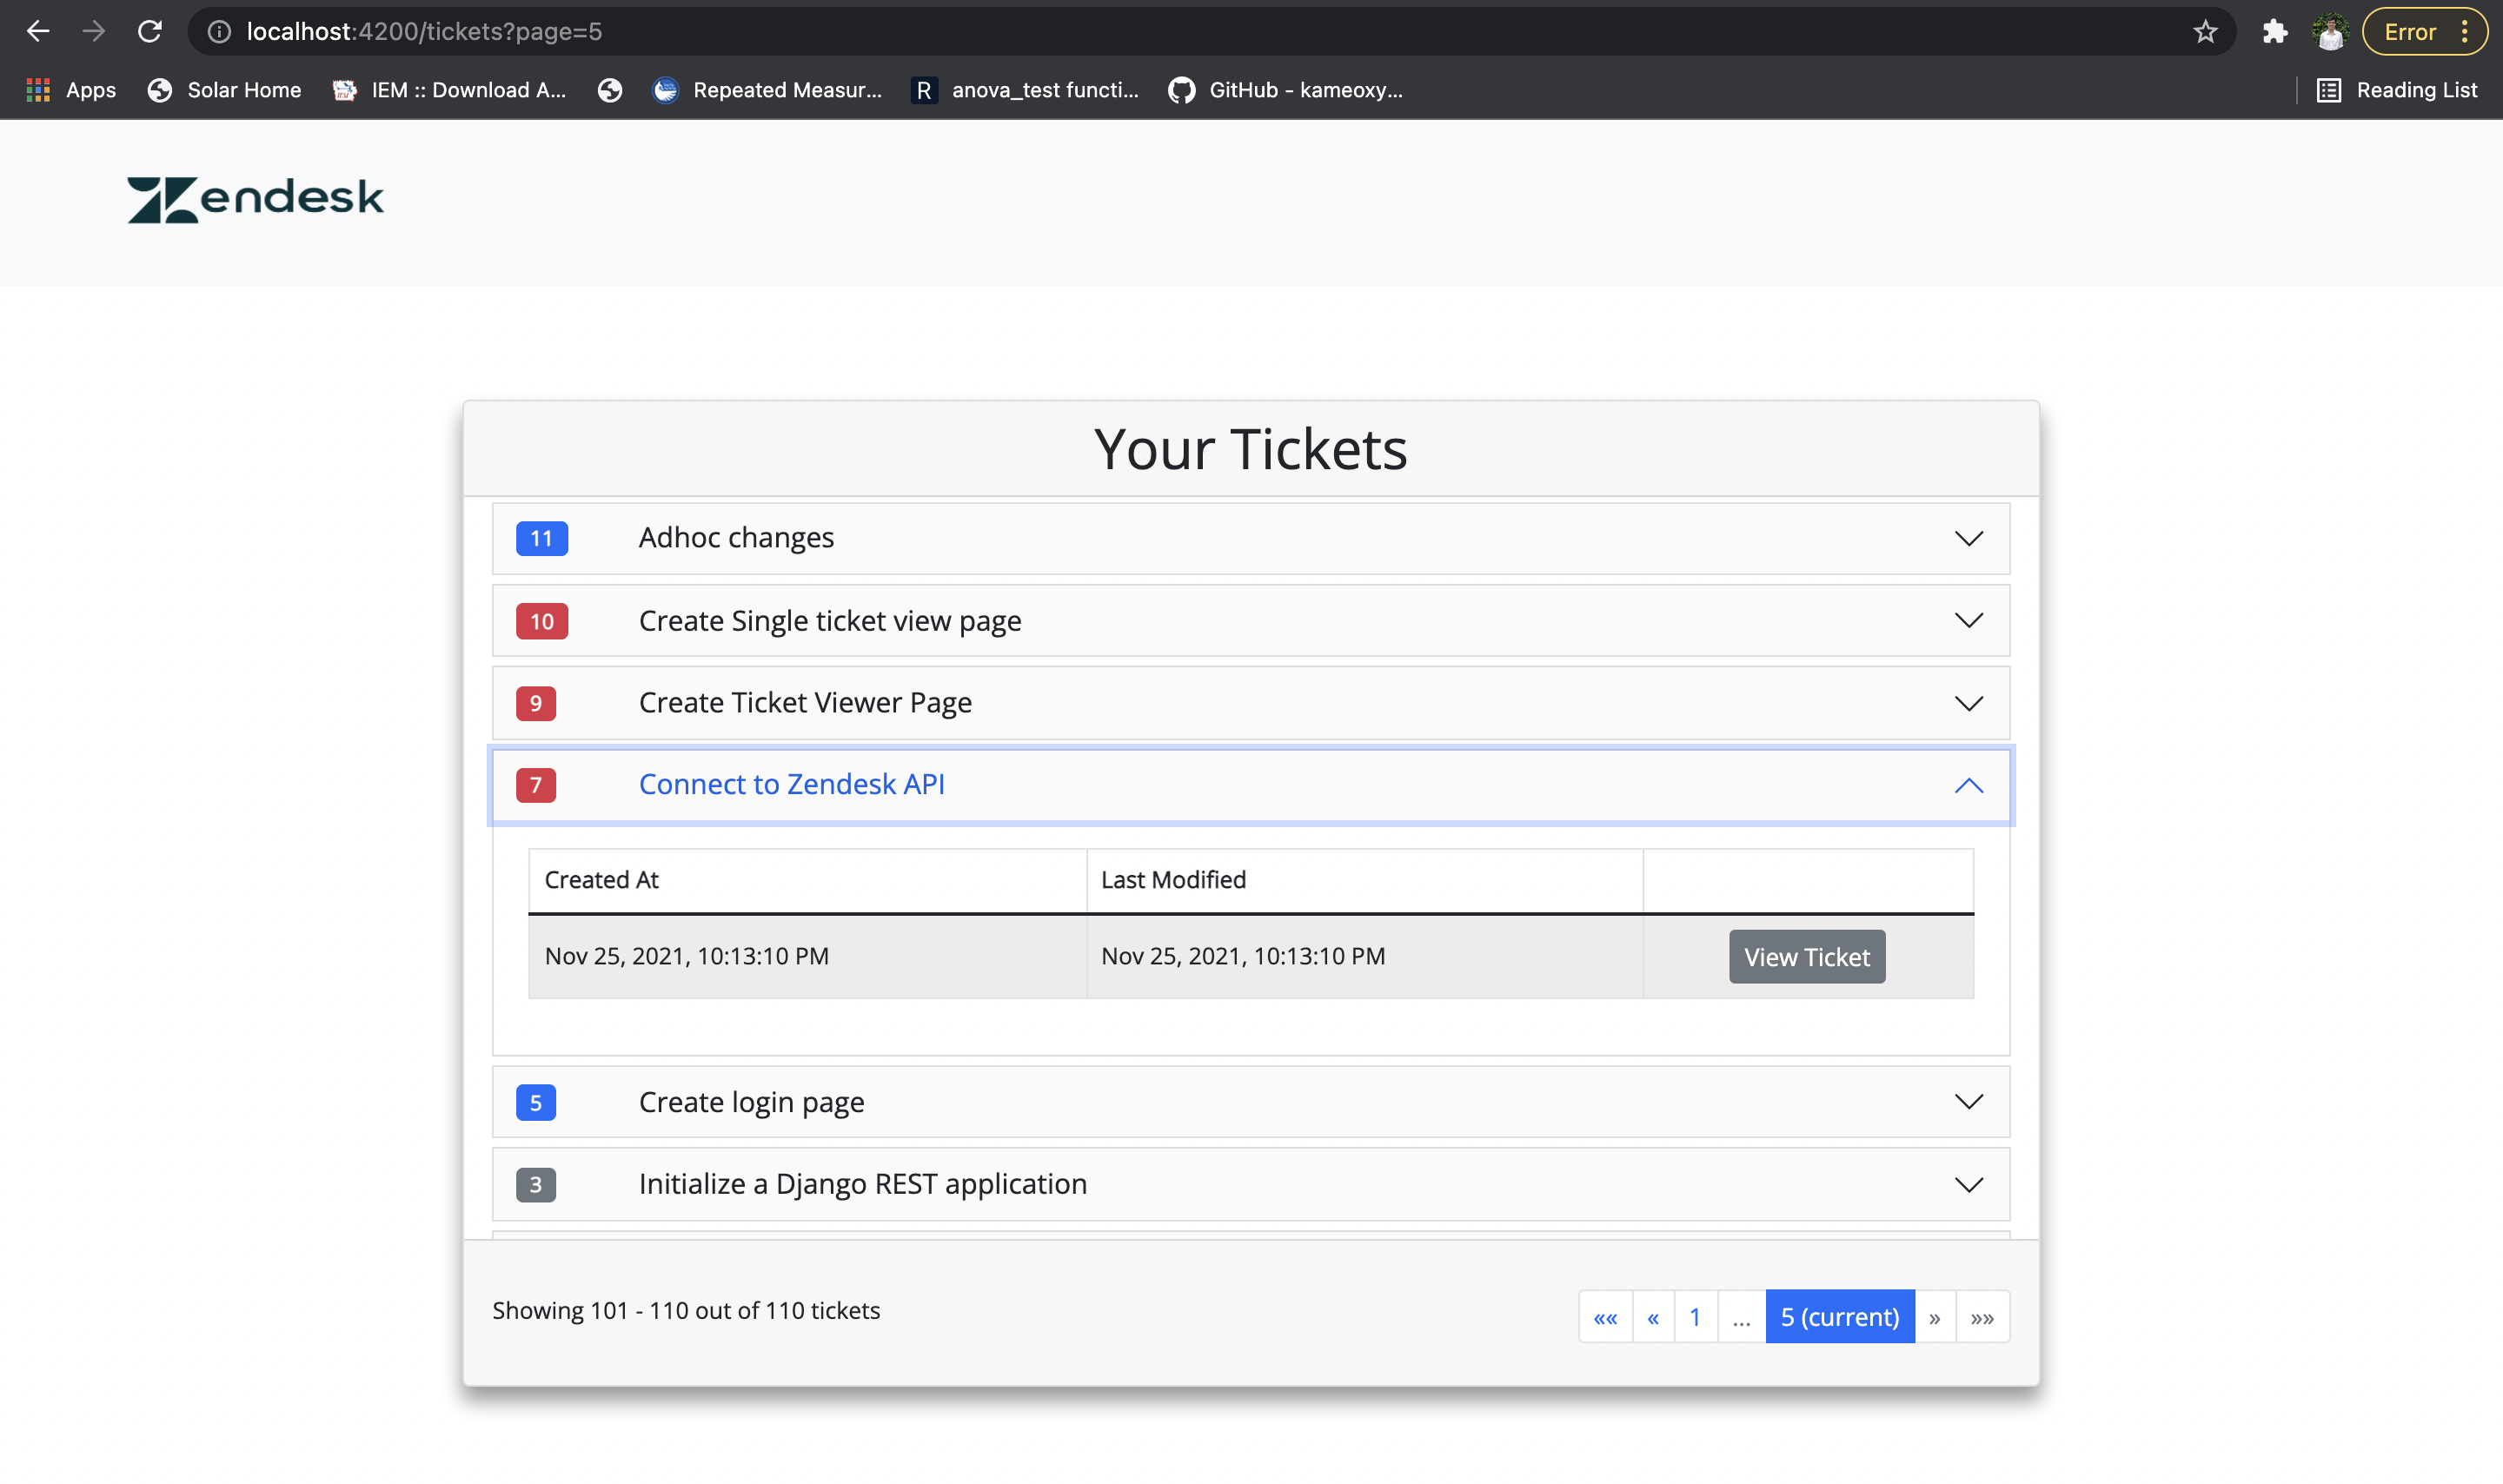 localhost:4200/tickets?page=5
Error
Apps Solar Home IEM :: Download A... Repeated Measur... R anova_test functi... GitHub - kameoxy... Reading List
Zendesk
Your Tickets
11 Adhoc changes
10 Create Single ticket view page
9 Create Ticket Viewer Page
7 Connect to Zendesk API
Created At Last Modified
Nov 25, 2021, 10:13:10 PM Nov 25, 2021, 10:13:10 PM View Ticket
5 Create login page
3 Initialize a Django REST application
Showing 101 - 110 out of 110 tickets
«« « 1 ... 5 (current) » »»